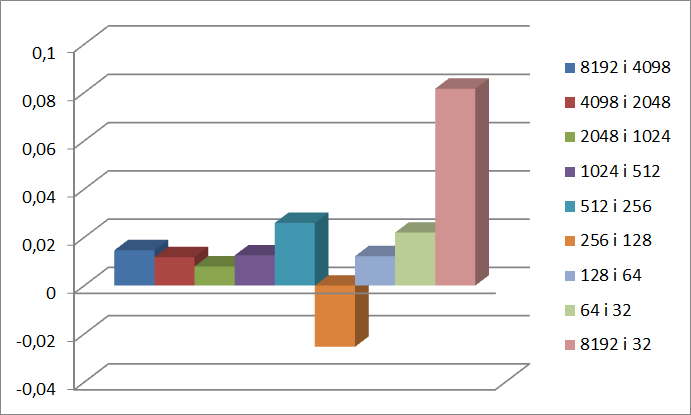 0,1
0,08
0,06
0,04
0,02
0
-0,02
-0,04
8192 i 4098
4098 i 2048
2048 i 1024
1024 i 512
512 i 256
256 i 128
128 i 64
64 i 32
8192 i 32